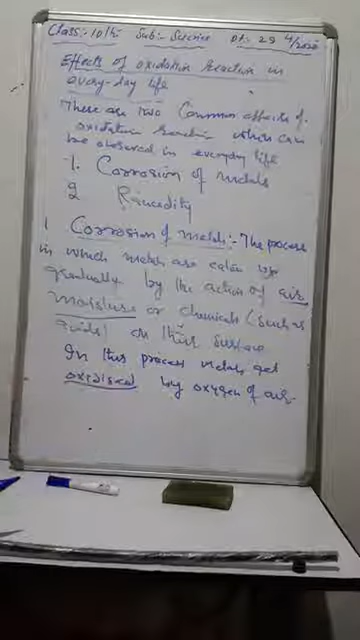 Class:- 10th Sub:- Science Dt:- 29 4/2020
Effects of oxidation reaction in
every-day life
There are two Common effects of
oxidation reaction which can
be observed in everyday life
1. Corrosion of metals
2 Rancidity
1 Corrosion of metals:- The process
in which metals are eaten up
gradually by the action of air,
moisture or chemicals (such as
acids) on their surface
In this process metals get
oxidised by oxygen of air.